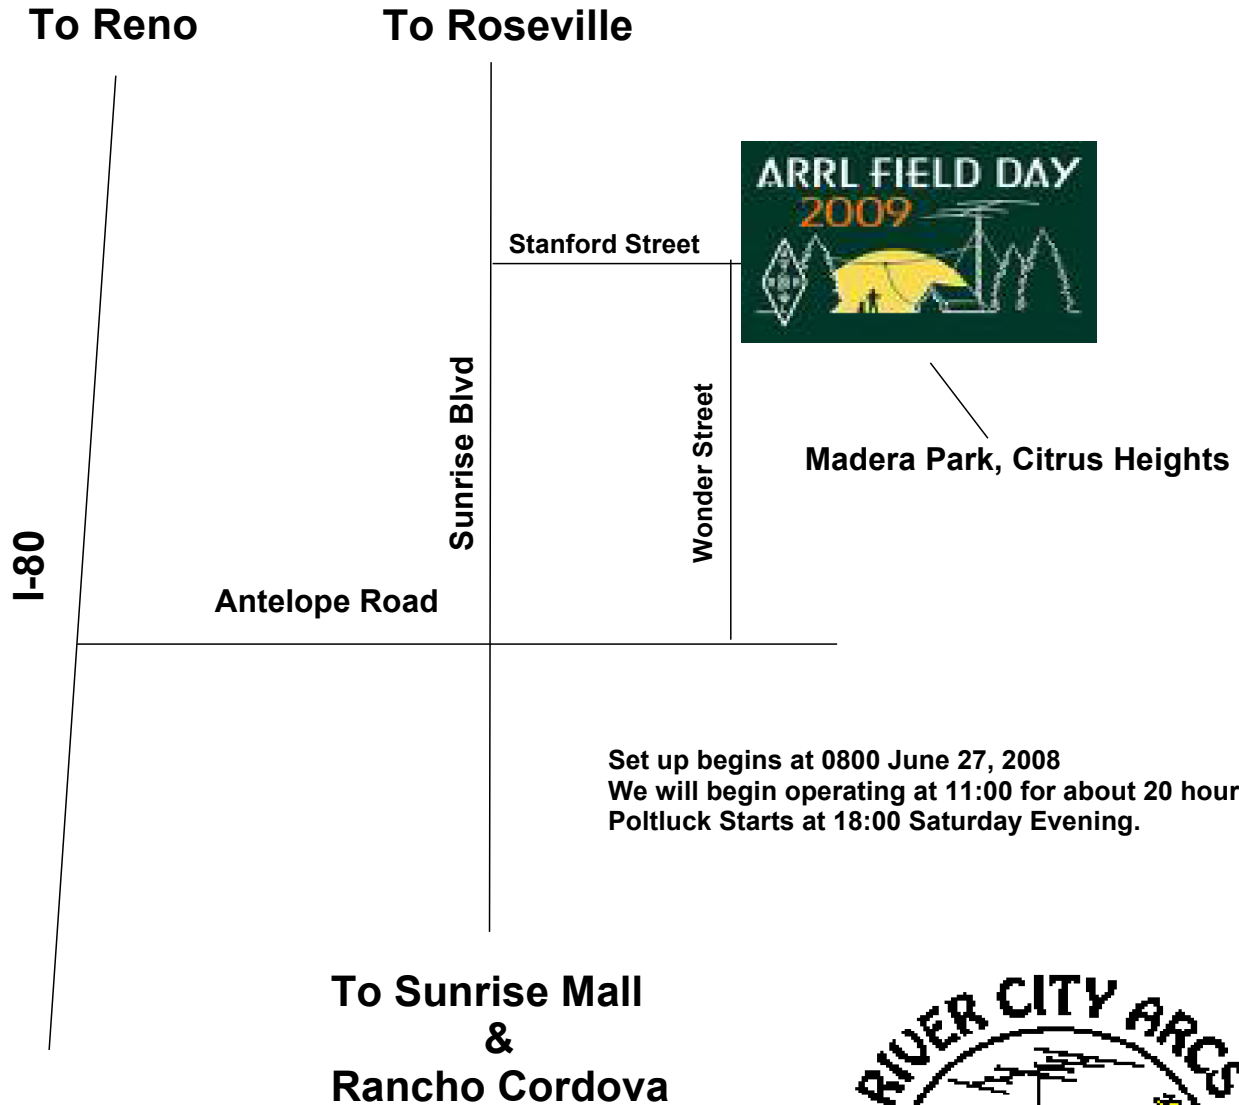 To Reno
To Roseville
ARRL FIELD DAY
2009
Stanford Street
Sunrise Blvd
Wonder Street
Madera Park, Citrus Heights
I-80
Antelope Road
Set up begins at 0800 June 27, 2008
We will begin operating at 11:00 for about 20 hour
Poltluck Starts at 18:00 Saturday Evening.
To Sunrise Mall
&
Rancho Cordova
RIVER CITY ARCS